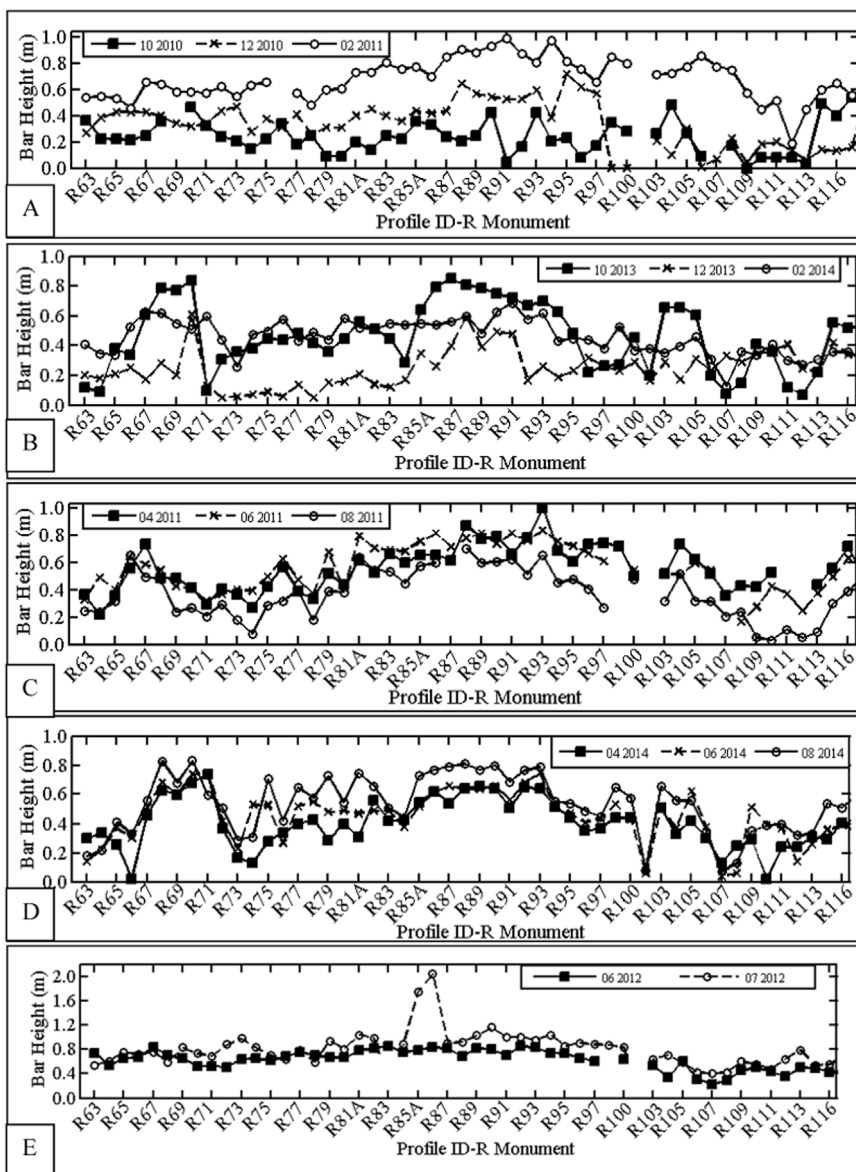 10 2010 12 2010 02 2011
Bar Height (m)
1.0
0.8
0.6
0.4
0.2
0.0
R63 R65 R67 R69 R71 R73 R75 R77 R79 R81A R83 R85A R87 R89 R91 R93 R95 R97 R100 R103 R105 R107 R109 R111 R113 R116
Profile ID-R Monument
A
10 2013 12 2013 02 2014
Bar Height (m)
1.0
0.8
0.6
0.4
0.2
0.0
R63 R65 R67 R69 R71 R73 R75 R77 R79 R81A R83 R85A R87 R89 R91 R93 R95 R97 R100 R103 R105 R107 R109 R111 R113 R116
Profile ID-R Monument
B
04 2011 06 2011 08 2011
Bar Height (m)
1.0
0.8
0.6
0.4
0.2
0.0
R63 R65 R67 R69 R71 R73 R75 R77 R79 R81A R83 R85A R87 R89 R91 R93 R95 R97 R100 R103 R105 R107 R109 R111 R113 R116
Profile ID-R Monument
C
04 2014 06 2014 08 2014
Bar Height (m)
1.0
0.8
0.6
0.4
0.2
0.0
R63 R65 R67 R69 R71 R73 R75 R77 R79 R81A R83 R85A R87 R89 R91 R93 R95 R97 R100 R103 R105 R107 R109 R111 R113 R116
Profile ID-R Monument
D
06 2012 07 2012
Bar Height (m)
2.0
1.6
1.2
0.8
0.4
0.0
R63 R65 R67 R69 R71 R73 R75 R77 R79 R81A R83 R85A R87 R89 R91 R93 R95 R97 R100 R103 R105 R107 R109 R111 R113 R116
Profile ID-R Monument
E